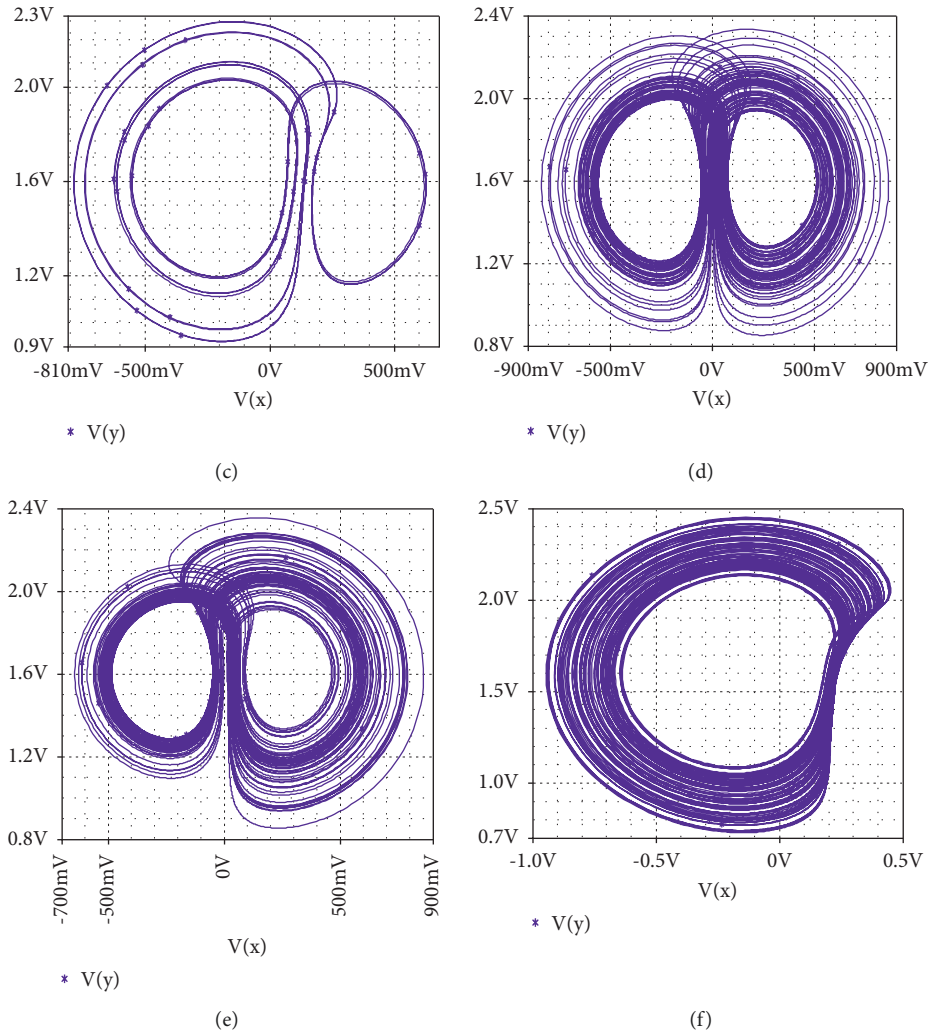 2.3V
2.0V
1.6V
1.2V
0.9V
-810mV -500mV 0V 500mV
V(x)
* V(y)
(c)
2.4V
2.0V
1.6V
1.2V
0.8V
-900mV -500mV 0V 500mV 900mV
V(x)
* V(y)
(d)
2.4V
2.0V
1.6V
1.2V
0.8V
-700mV -500mV 0V 500mV 900mV
V(x)
* V(y)
(e)
2.5V
2.0V
1.5V
1.0V
0.7V
-1.0V -0.5V 0V 0.5V
V(x)
* V(y)
(f)